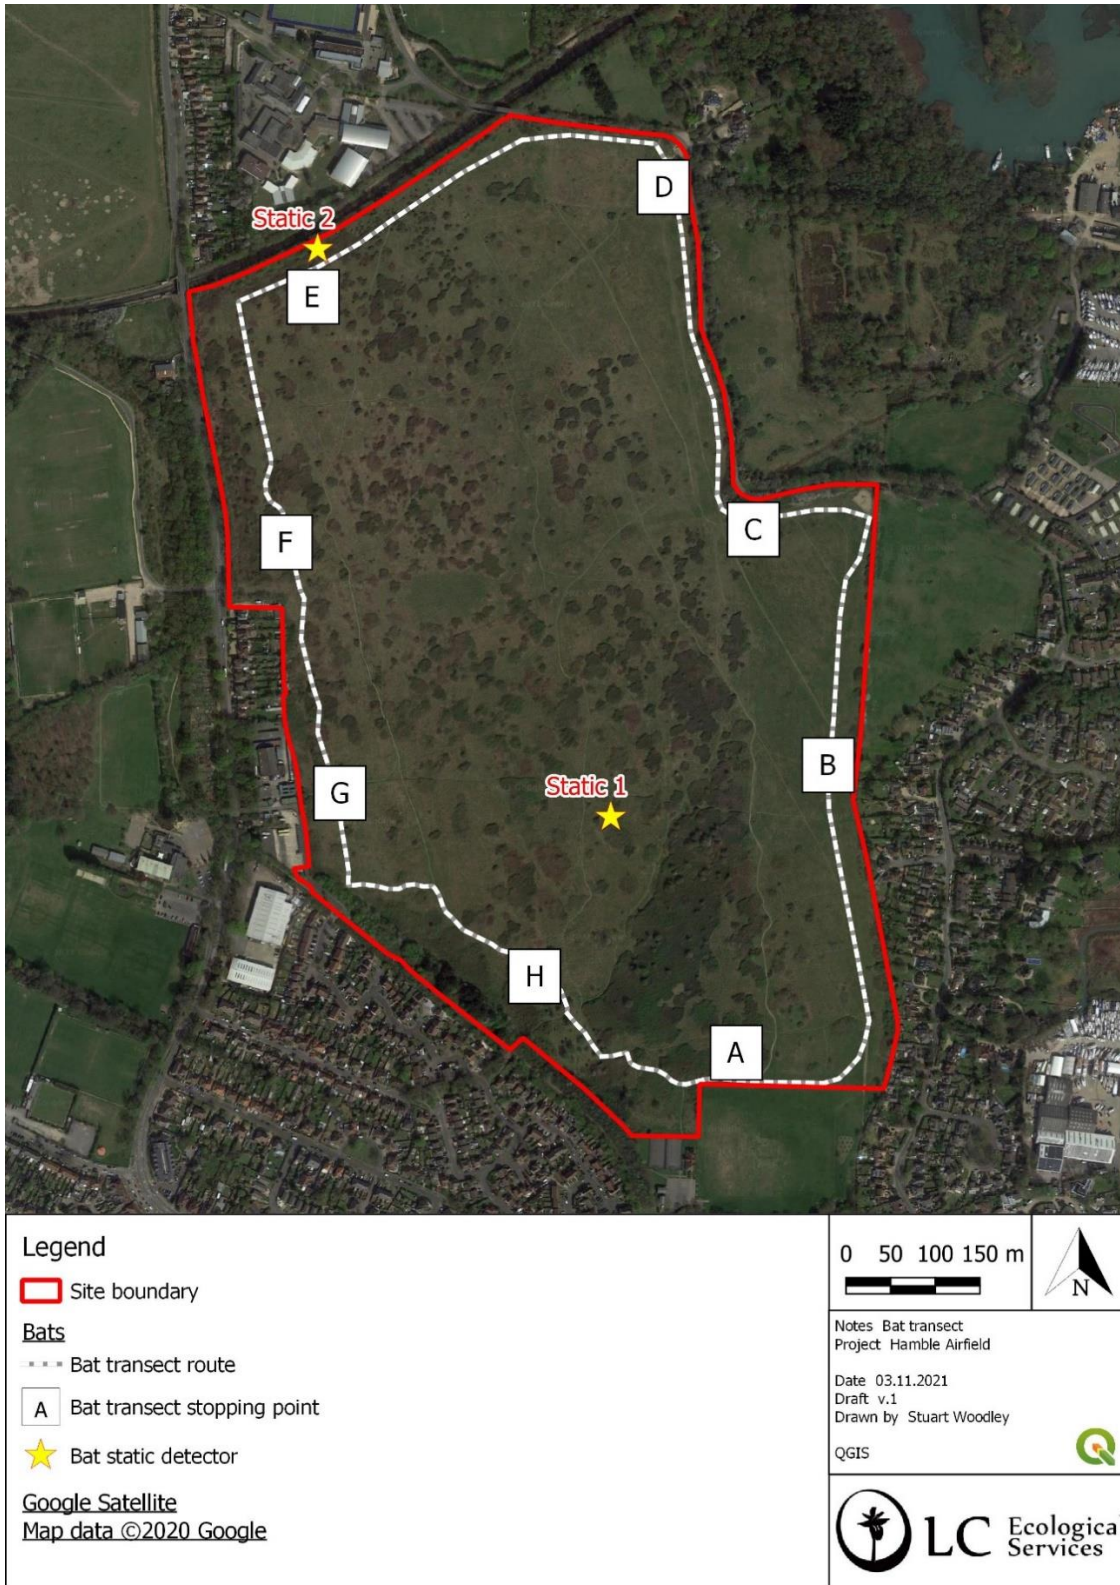 D
Static 2
E
C
F
B
G
Static 1
H
A
Legend
Site boundary
Bats
Bat transect route
A Bat transect stopping point
Bat static detector
Google Satellite
Map data ©2020 Google
0 50 100 150 m
N
Notes Bat transect
Project Hamble Airfield
Date 03.11.2021
Draft v.1
Drawn by Stuart Woodley
QGIS
LC Ecological
Services